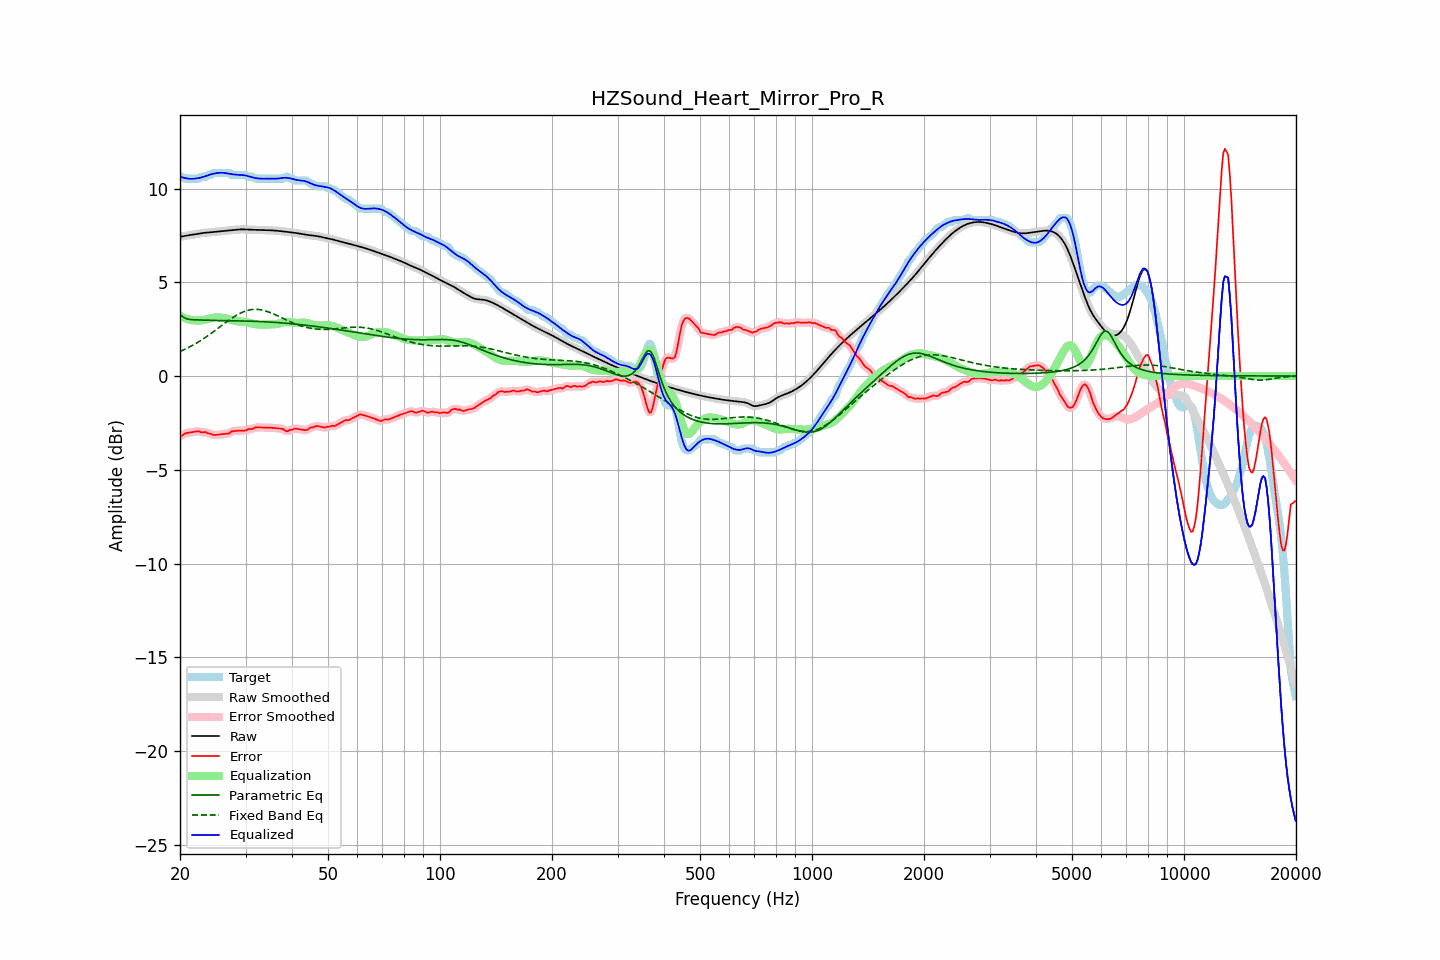 HZSound_Heart_Mirror_Pro_R
Amplitude (dBr)
10
5
0
−5
−10
−15
−20
−25
Target
Raw Smoothed
Error Smoothed
Raw
Error
Equalization
Parametric Eq
Fixed Band Eq
Equalized
20 50 100 200 500 1000 2000 5000 10000 20000
Frequency (Hz)